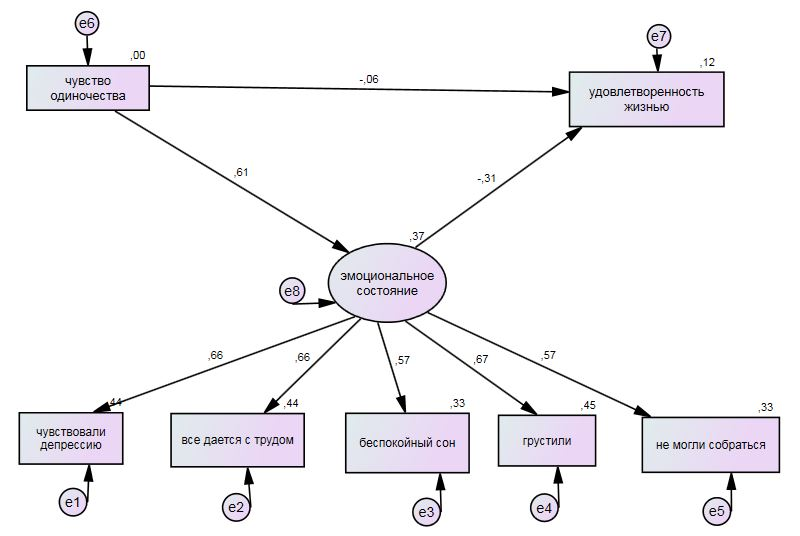 e6
e7
,00
,12
чувство
одиночества
-,06
удовлетворенность
жизнью
,61
-,31
,37
эмоциональное
состояние
e8
,66
,66
,57
,67
,57
,44
,44
,33
,45
,33
чувствовали
депрессию
все дается с трудом
беспокойный сон
грустили
не могли собраться
e1
e2
e3
e4
e5